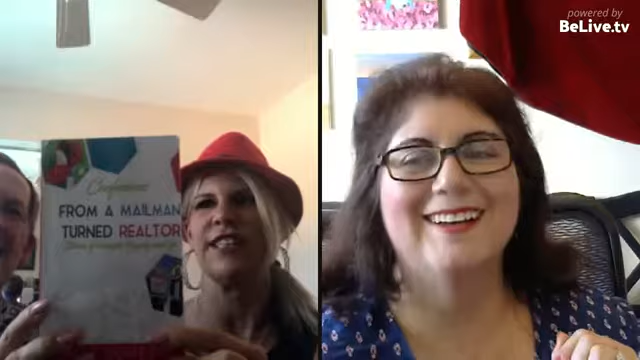 powered by
BeLive.tv
Confessions
FROM A MAILMAN
TURNED REALTOR